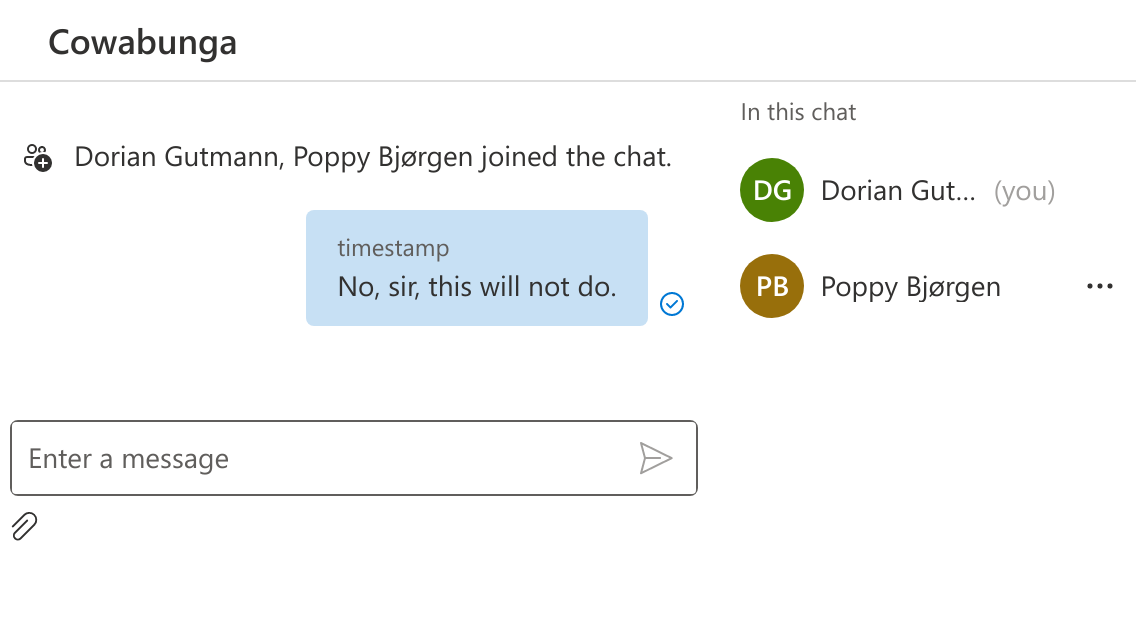 Cowabunga
Dorian Gutmann, Poppy Bjørgen joined the chat.
timestamp
No, sir, this will not do.
Enter a message
In this chat
DG Dorian Gut... (you)
PB Poppy Bjørgen